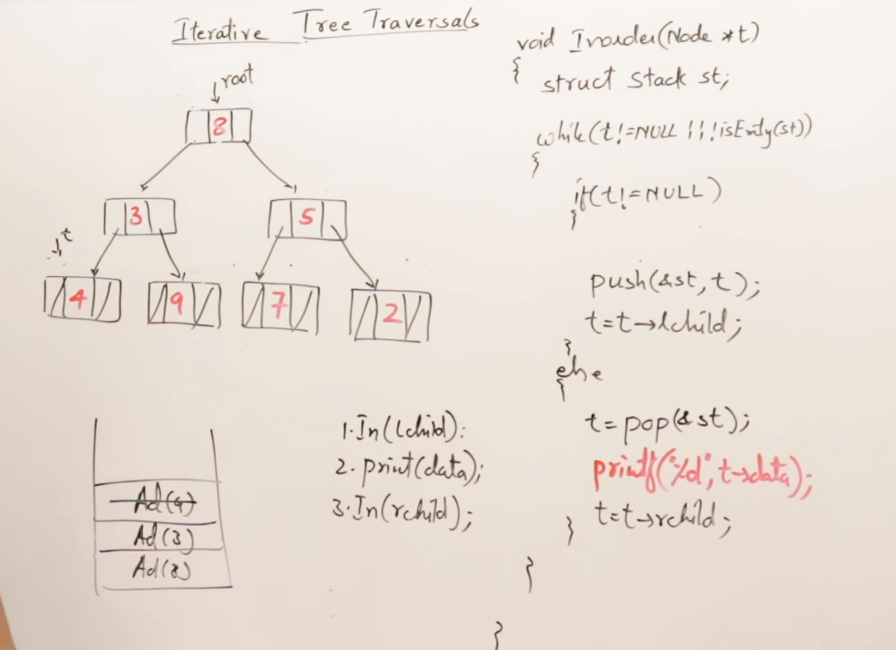 Iterative Tree Traversals
root
8
3
5
t
4
9
7
2
Ad(4)
Ad(3)
Ad(8)
1. In(lchild);
2. print(data);
3. In(rchild);
void Inorder(Node *t)
{
struct Stack st;
while(t!=NULL || !isEmty(st))
{
if(t!=NULL)
{
push(&st, t);
t=t→lchild;
}
else
{
t=pop(&st);
printf("%d", t→data);
t=t→rchild;
}
}
}